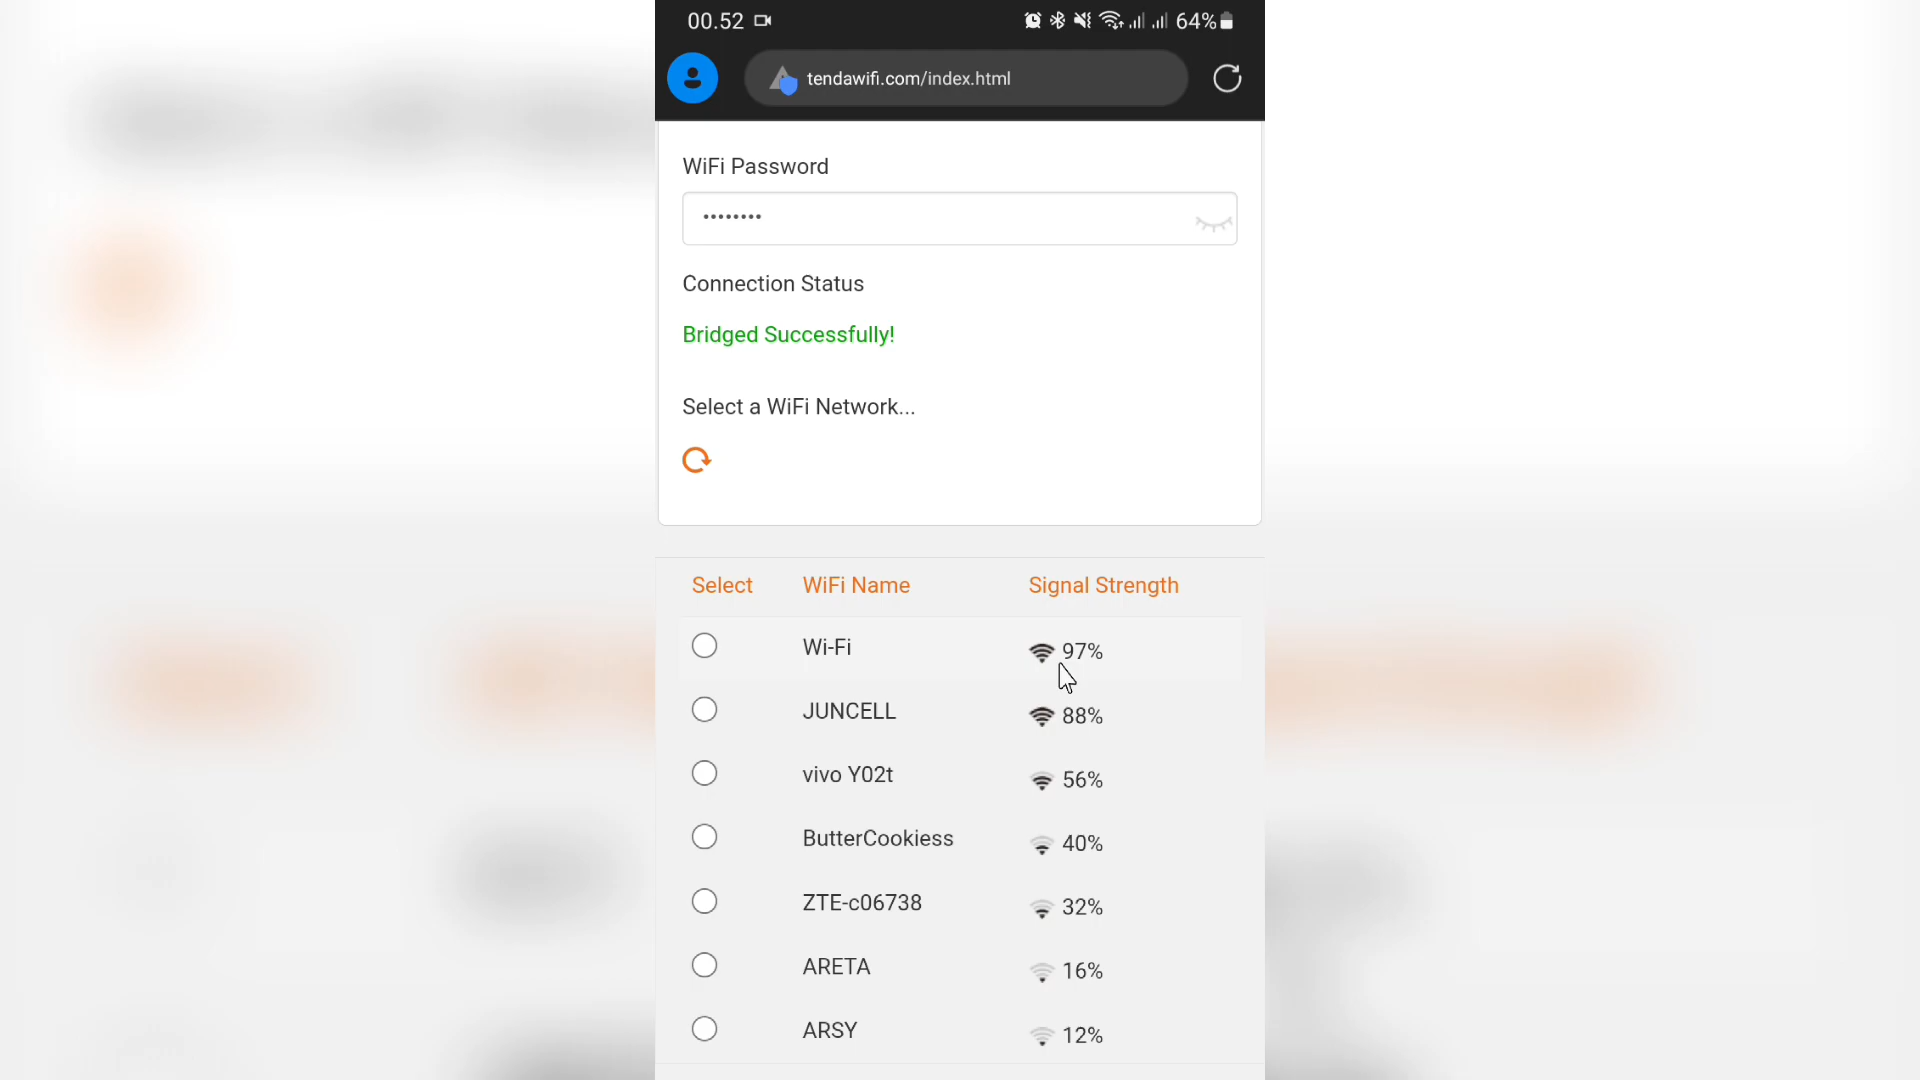 00.52
64%
tendawifi.com/index.html
WiFi Password
••••••••
Connection Status
Bridged Successfully!
Select a WiFi Network...
Select WiFi Name Signal Strength
Wi-Fi 97%
JUNCELL 88%
vivo Y02t 56%
ButterCookiess 40%
ZTE-c06738 32%
ARETA 16%
ARSY 12%